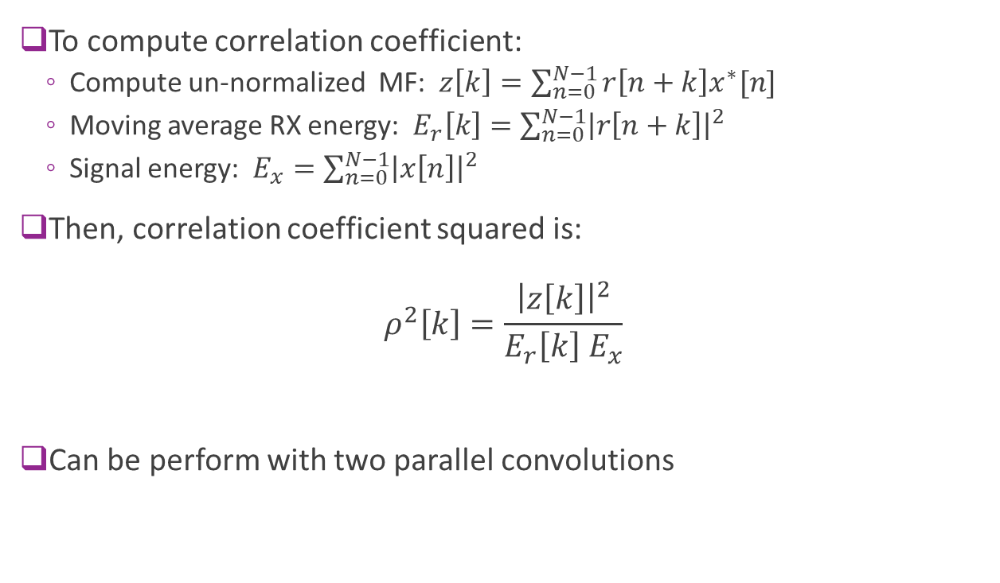 ❑To compute correlation coefficient:
◦ Compute un-normalized MF: $z[k] = \sum_{n=0}^{N-1} r[n+k]x^*[n]$
◦ Moving average RX energy: $E_r[k] = \sum_{n=0}^{N-1} |r[n+k]|^2$
◦ Signal energy: $E_x = \sum_{n=0}^{N-1} |x[n]|^2$
❑Then, correlation coefficient squared is:
$\rho^2[k] = \frac{|z[k]|^2}{E_r[k] \, E_x}$
❑Can be perform with two parallel convolutions